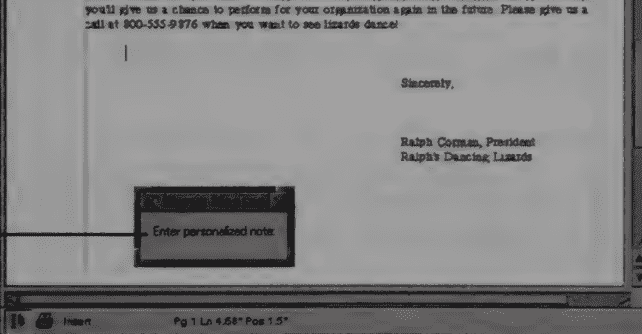 you'll give us a chance to perform for your organization again in the future. Please give us a
call at 800-555-9876 when you want to see lizards dance!
Sincerely,
Ralph Corman, President
Ralph's Dancing Lizards
Enter personalized note:
Insert
Pg 1 Ln 4.68" Pos 1.5"